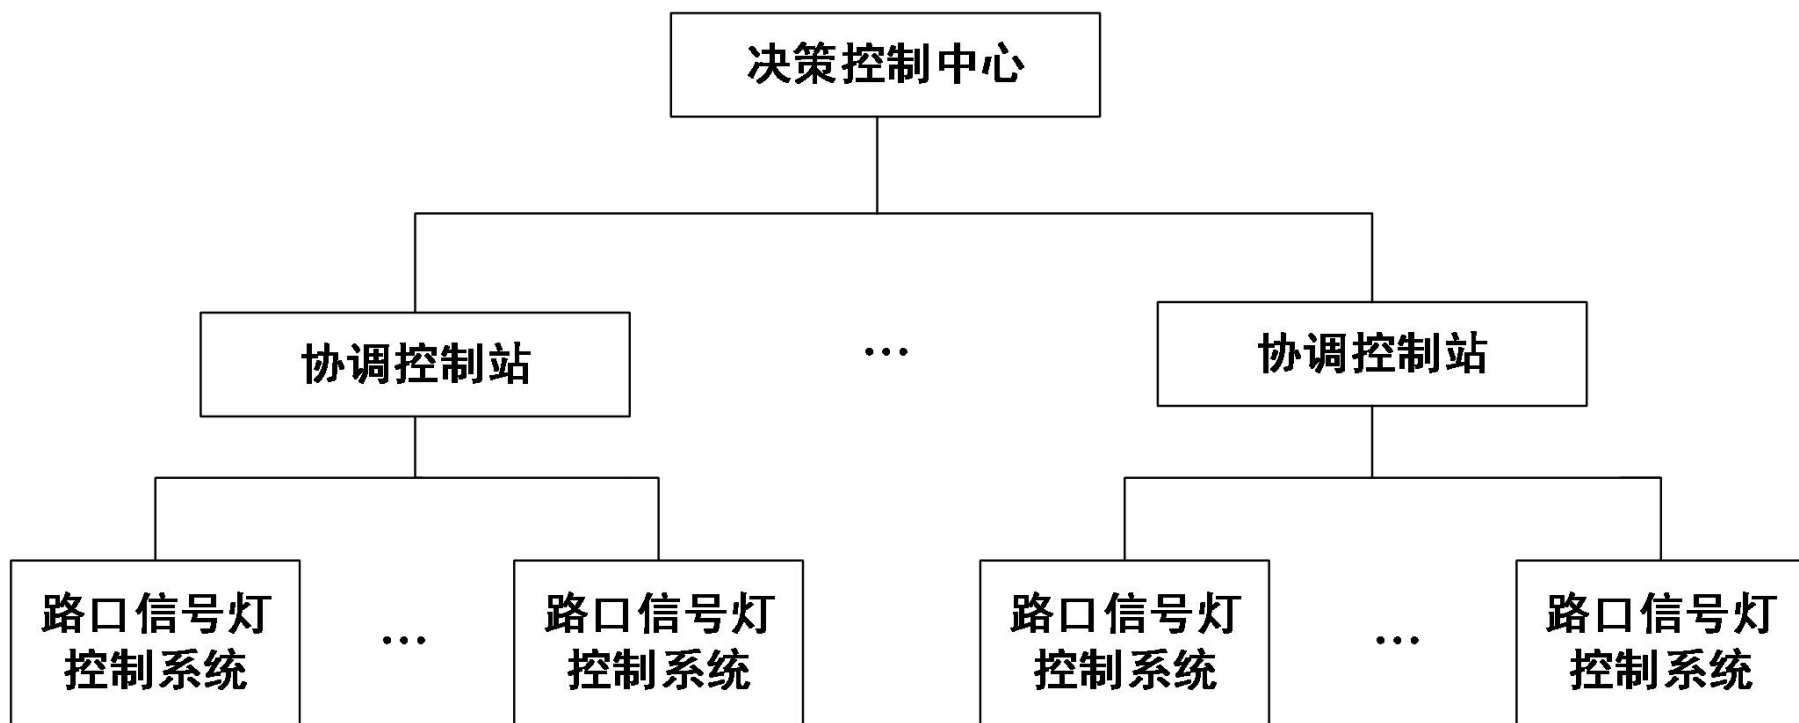 决策控制中心
协调控制站
…
协调控制站
路口信号灯
控制系统
…
路口信号灯
控制系统
路口信号灯
控制系统
…
路口信号灯
控制系统